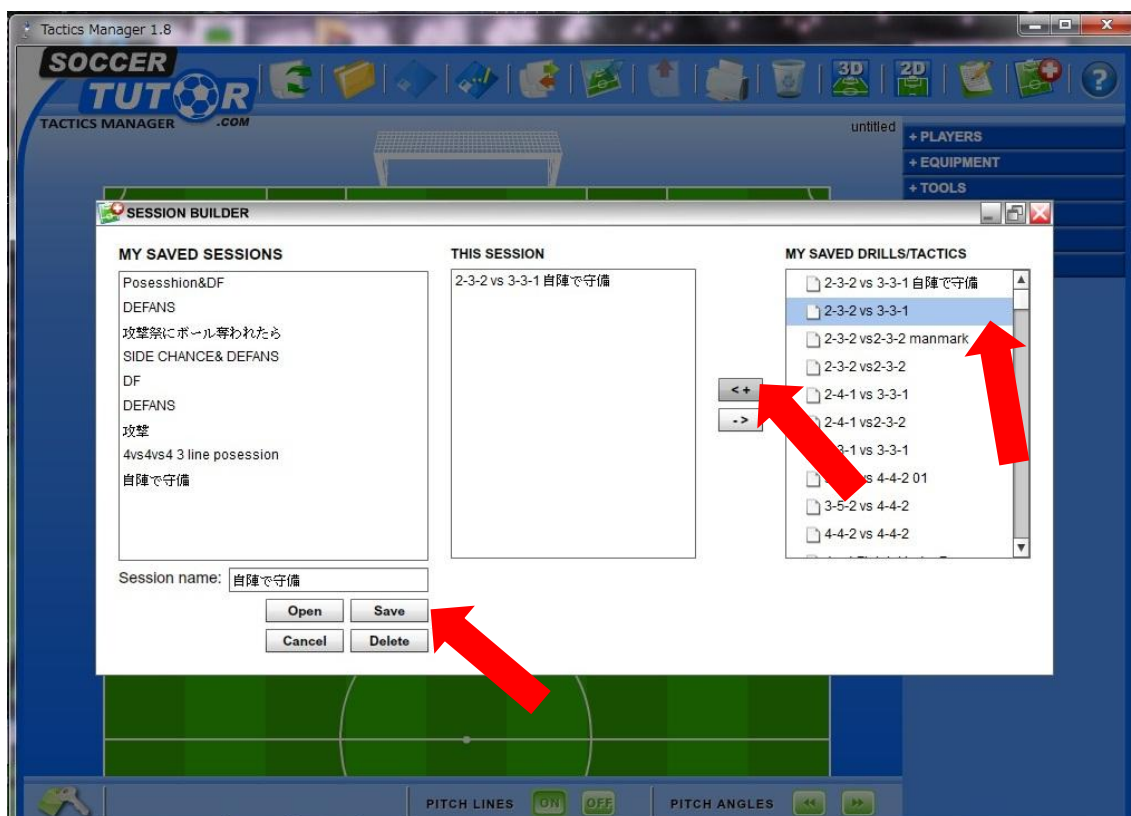 Tactics Manager 1.8
SOCCER
TUTOR
TACTICS MANAGER .COM
3D
2D
?
untitled
+ PLAYERS
+ EQUIPMENT
+ TOOLS
SESSION BUILDER
MY SAVED SESSIONS
Posesshion&DF
DEFANS
攻撃祭にボール奪われたら
SIDE CHANCE& DEFANS
DF
DEFANS
攻撃
4vs4vs4 3 line posession
自陣で守備
Session name: 自陣で守備
Open Save
Cancel Delete
THIS SESSION
2-3-2 vs 3-3-1 自陣で守備
<+
->
MY SAVED DRILLS/TACTICS
2-3-2 vs 3-3-1 自陣で守備
2-3-2 vs 3-3-1
2-3-2 vs2-3-2 manmark
2-3-2 vs2-3-2
2-4-1 vs 3-3-1
2-4-1 vs2-3-2
3-1 vs 3-3-1
vs 4-4-2 01
3-5-2 vs 4-4-2
4-4-2 vs 4-4-2
PITCH LINES ON OFF PITCH ANGLES